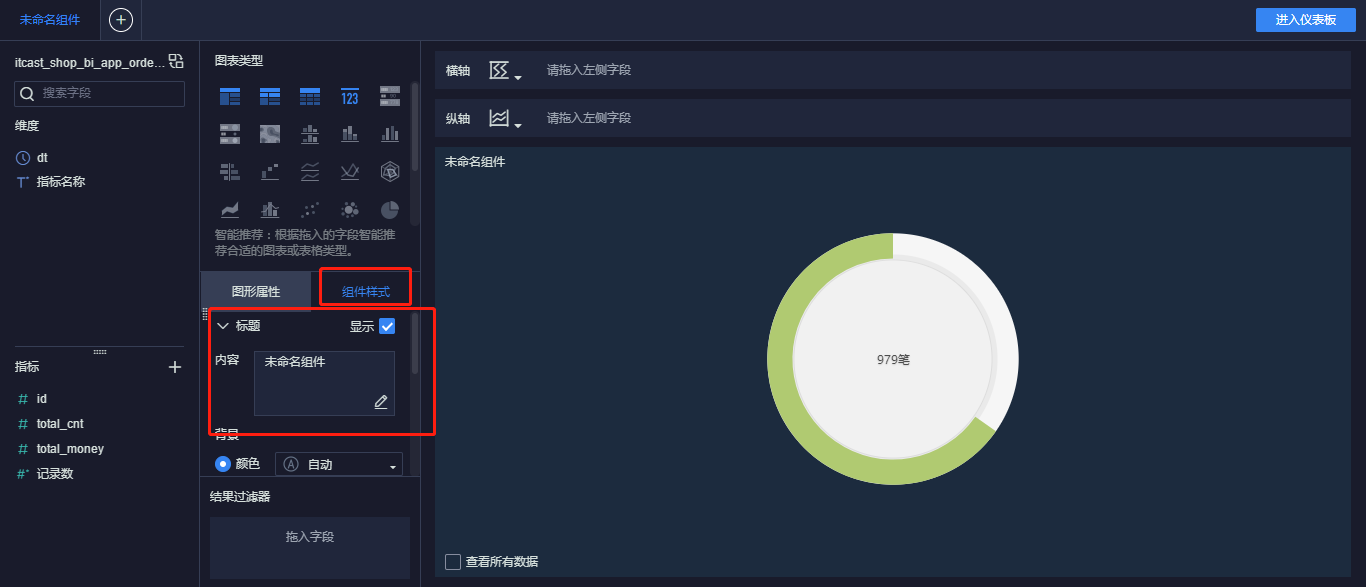 未命名组件
进入仪表板
itcast_shop_bi_app_orde...
搜索字段
维度
dt
T 指标名称
指标
# id
# total_cnt
# total_money
#* 记录数
图表类型
123
智能推荐：根据拖入的字段智能推
荐合适的图表或表格类型。
图形属性
组件样式
标题
显示
内容
未命名组件
背景
颜色
A 自动
结果过滤器
拖入字段
横轴
请拖入左侧字段
纵轴
请拖入左侧字段
未命名组件
979笔
查看所有数据